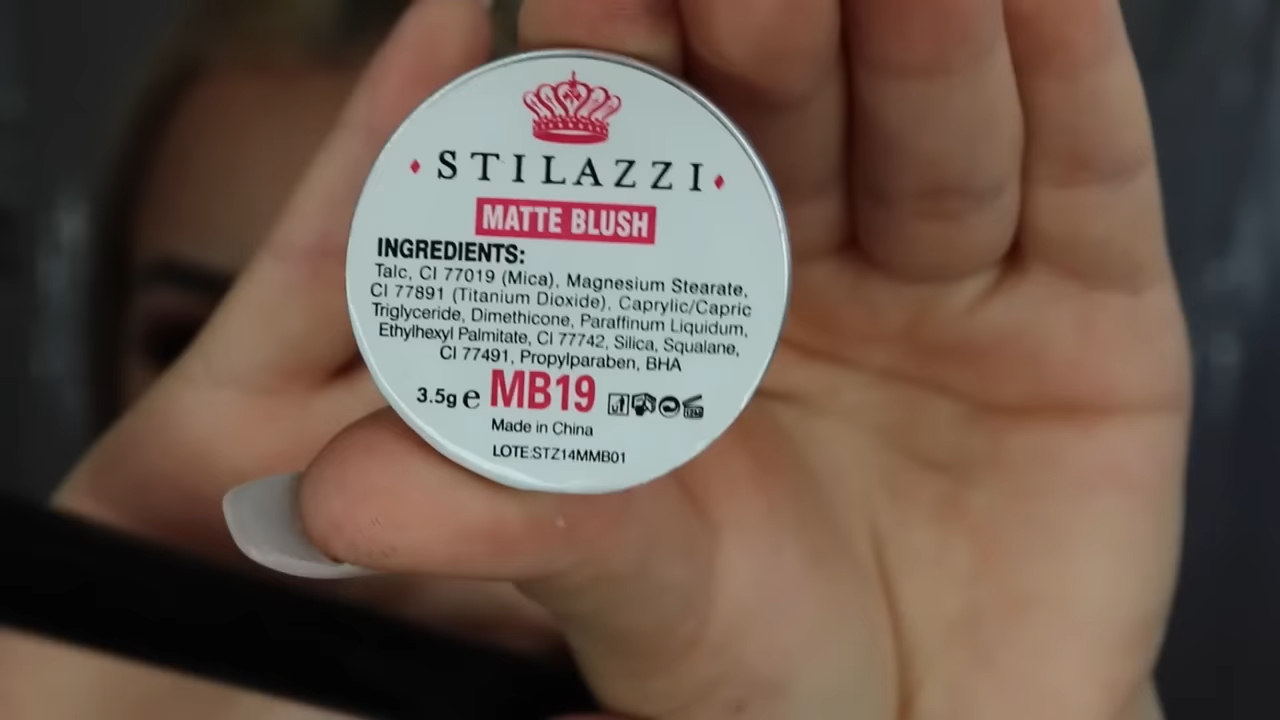 STILAZZI
MATTE BLUSH
INGREDIENTS:
Talc, CI 77019 (Mica), Magnesium Stearate,
CI 77891 (Titanium Dioxide), Caprylic/Capric
Triglyceride, Dimethicone, Paraffinum Liquidum,
Ethylhexyl Palmitate, CI 77742, Silica, Squalane,
CI 77491, Propylparaben, BHA
3.5g e MB19 12M
Made in China
LOTE:STZ14MMB01